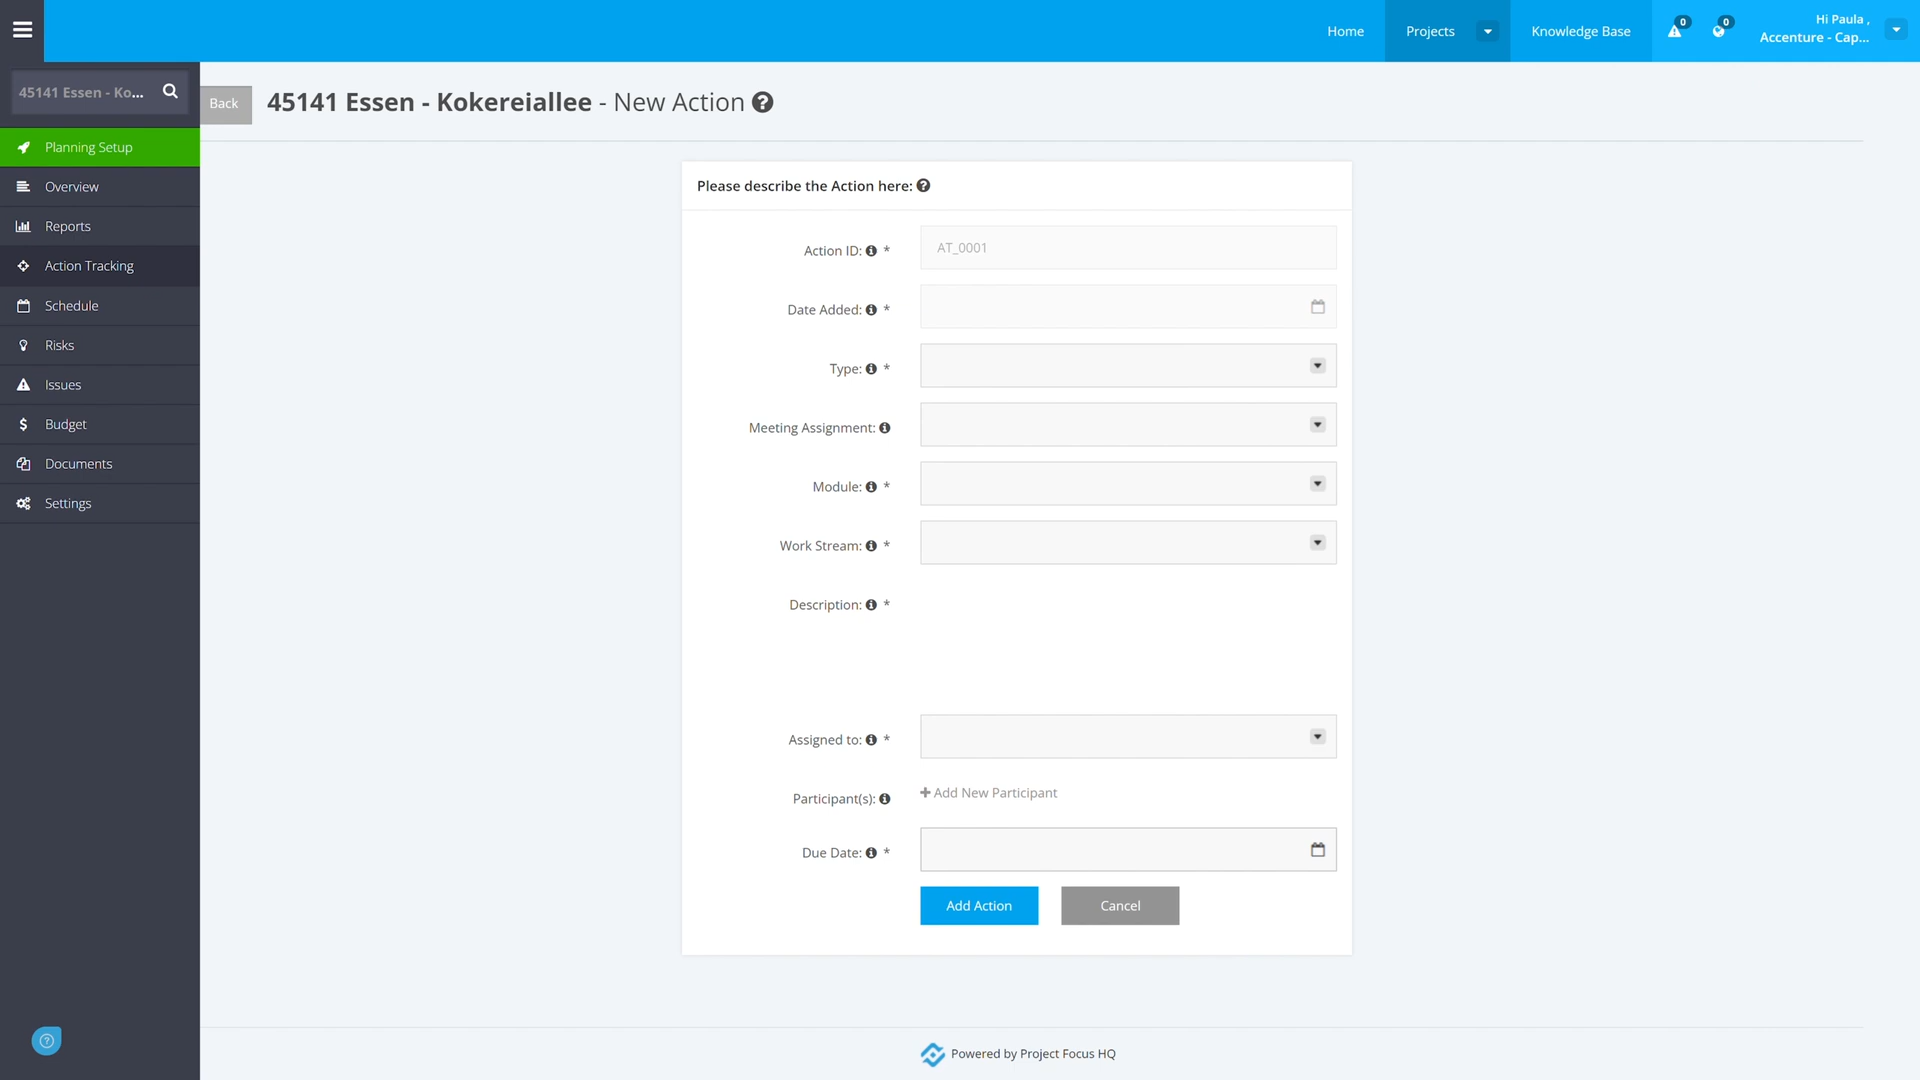 Home
Projects
Knowledge Base
0
0
Hi Paula ,
Accenture - Cap...
45141 Essen - Ko...
Back
45141 Essen - Kokereiallee - New Action
Planning Setup
Overview
Reports
Action Tracking
Schedule
Risks
Issues
Budget
Documents
Settings
Please describe the Action here:
Action ID: *
AT_0001
Date Added: *
Type: *
Meeting Assignment:
Module: *
Work Stream: *
Description: *
Assigned to: *
Participant(s):
+ Add New Participant
Due Date: *
Add Action
Cancel
Powered by Project Focus HQ